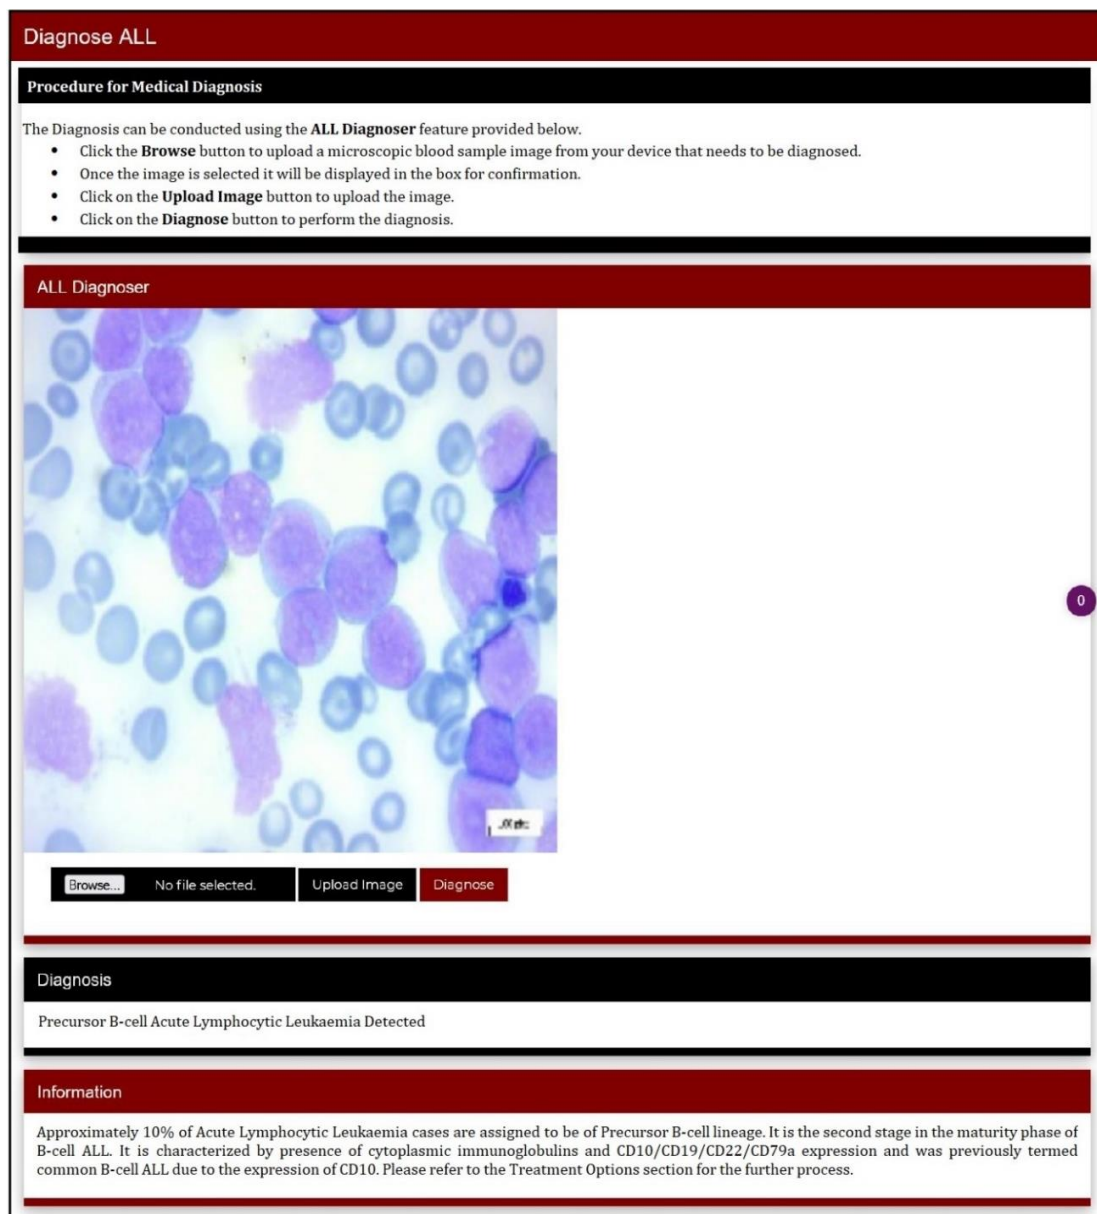 Diagnose ALL
Procedure for Medical Diagnosis
The Diagnosis can be conducted using the ALL Diagnoser feature provided below.
• Click the Browse button to upload a microscopic blood sample image from your device that needs to be diagnosed.
• Once the image is selected it will be displayed in the box for confirmation.
• Click on the Upload Image button to upload the image.
• Click on the Diagnose button to perform the diagnosis.
ALL Diagnoser
0
Browse... No file selected. Upload Image Diagnose
Diagnosis
Precursor B-cell Acute Lymphocytic Leukaemia Detected
Information
Approximately 10% of Acute Lymphocytic Leukaemia cases are assigned to be of Precursor B-cell lineage. It is the second stage in the maturity phase of
B-cell ALL. It is characterized by presence of cytoplasmic immunoglobulins and CD10/CD19/CD22/CD79a expression and was previously termed
common B-cell ALL due to the expression of CD10. Please refer to the Treatment Options section for the further process.